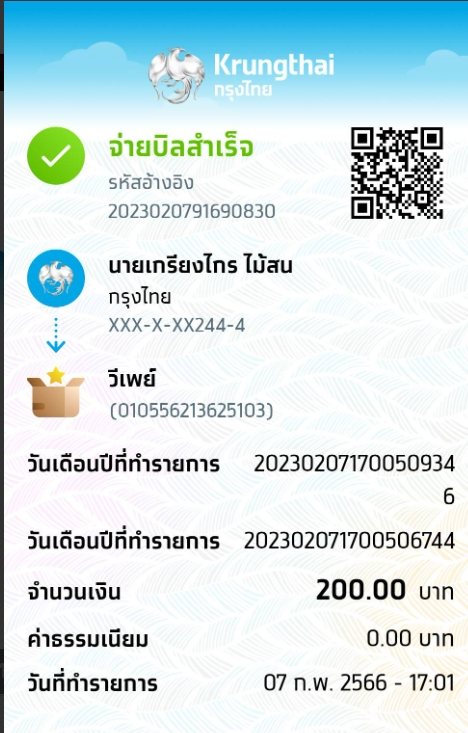 Krungthai
กรุงไทย
จ่ายบิลสำเร็จ
รหัสอ้างอิง
2023020791690830
นายเกรียงไกร ไม้สน
กรุงไทย
XXX-X-XX244-4
วีเพย์
(010556213625103)
วันเดือนปีที่ทำรายการ 20230207170050934
6
วันเดือนปีที่ทำรายการ 202302071700506744
จำนวนเงิน 200.00 บาท
ค่าธรรมเนียม 0.00 บาท
วันที่ทำรายการ 07 ก.พ. 2566 - 17:01